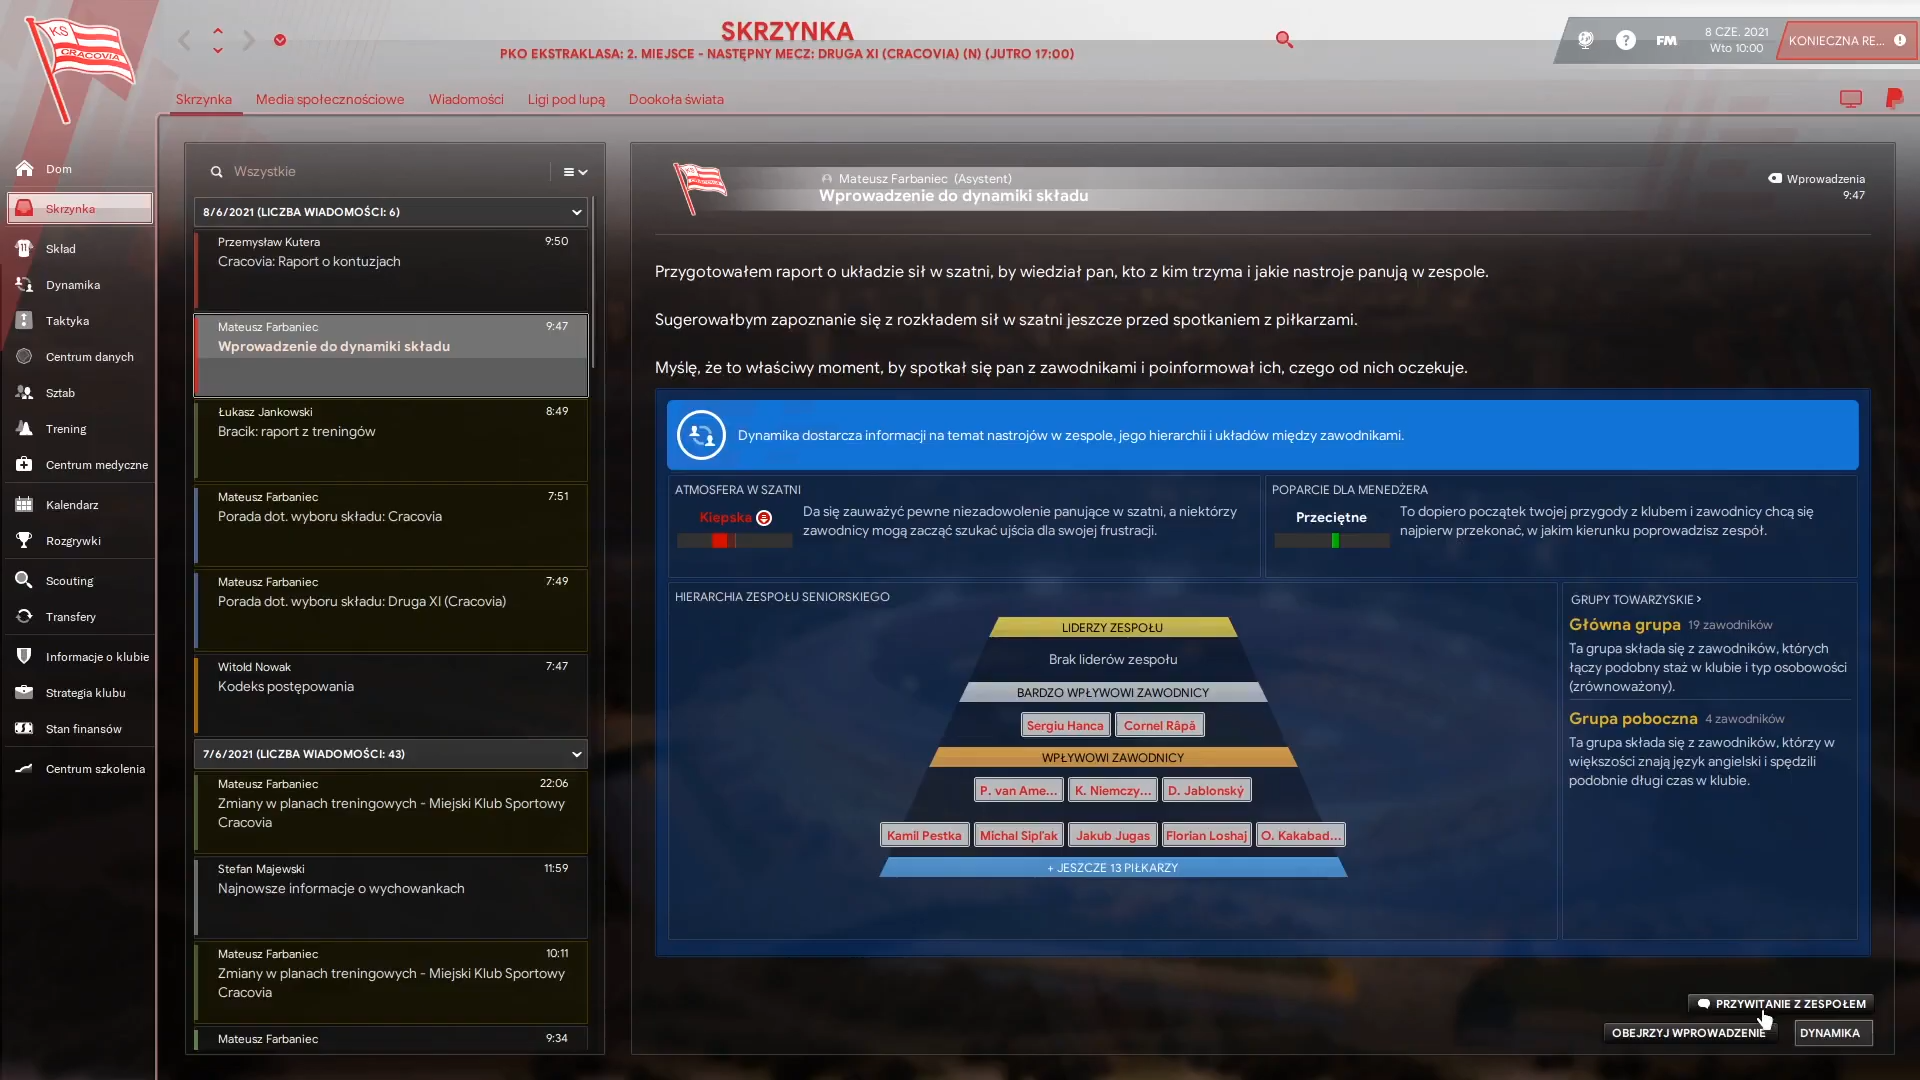 KS
CRACOVIA
SKRZYNKA
PKO EKSTRAKLASA: 2. MIEJSCE - NASTĘPNY MECZ: DRUGA XI (CRACOVIA) (N) (JUTRO 17:00)
FM
8 CZE. 2021
Wto 10:00
KONIECZNA RE...
Skrzynka
Media społecznościowe
Wiadomości
Ligi pod lupą
Dookoła świata
Dom
Skrzynka
Skład
Dynamika
Taktyka
Centrum danych
Sztab
Trening
Centrum medyczne
Kalendarz
Rozgrywki
Scouting
Transfery
Informacje o klubie
Strategia klubu
Stan finansów
Centrum szkolenia
Wszystkie
8/6/2021 (LICZBA WIADOMOŚCI: 6)
Przemysław Kutera 9:50
Cracovia: Raport o kontuzjach
Mateusz Farbaniec 9:47
Wprowadzenie do dynamiki składu
Łukasz Jankowski 8:49
Bracik: raport z treningów
Mateusz Farbaniec 7:51
Porada dot. wyboru składu: Cracovia
Mateusz Farbaniec 7:49
Porada dot. wyboru składu: Druga XI (Cracovia)
Witold Nowak 7:47
Kodeks postępowania
7/6/2021 (LICZBA WIADOMOŚCI: 43)
Mateusz Farbaniec 22:06
Zmiany w planach treningowych - Miejski Klub Sportowy
Cracovia
Stefan Majewski 11:59
Najnowsze informacje o wychowankach
Mateusz Farbaniec 10:11
Zmiany w planach treningowych - Miejski Klub Sportowy
Cracovia
Mateusz Farbaniec 9:34
Mateusz Farbaniec (Asystent)
Wprowadzenie do dynamiki składu
Wprowadzenia
9:47
Przygotowałem raport o układzie sił w szatni, by wiedział pan, kto z kim trzyma i jakie nastroje panują w zespole.
Sugerowałbym zapoznanie się z rozkładem sił w szatni jeszcze przed spotkaniem z piłkarzami.
Myślę, że to właściwy moment, by spotkał się pan z zawodnikami i poinformował ich, czego od nich oczekuje.
Dynamika dostarcza informacji na temat nastrojów w zespole, jego hierarchii i układów między zawodnikami.
ATMOSFERA W SZATNI
Kiepska
Da się zauważyć pewne niezadowolenie panujące w szatni, a niektórzy
zawodnicy mogą zacząć szukać ujścia dla swojej frustracji.
POPARCIE DLA MENEDŻERA
Przeciętne
To dopiero początek twojej przygody z klubem i zawodnicy chcą się
najpierw przekonać, w jakim kierunku poprowadzisz zespół.
HIERARCHIA ZESPOŁU SENIORSKIEGO
LIDERZY ZESPOŁU
Brak liderów zespołu
BARDZO WPŁYWOWI ZAWODNICY
Sergiu Hanca Cornel Râpă
WPŁYWOWI ZAWODNICY
P. van Ame... K. Niemczy... D. Jablonský
Kamil Pestka Michal Sipľak Jakub Jugas Florian Loshaj O. Kakabad...
+ JESZCZE 13 PIŁKARZY
GRUPY TOWARZYSKIE >
Główna grupa 19 zawodników
Ta grupa składa się z zawodników, których
łączy podobny staż w klubie i typ osobowości
(zrównoważony).
Grupa poboczna 4 zawodników
Ta grupa składa się z zawodników, którzy w
większości znają język angielski i spędzili
podobnie długi czas w klubie.
PRZYWITANIE Z ZESPOŁEM
OBEJRZYJ WPROWADZENIE
DYNAMIKA